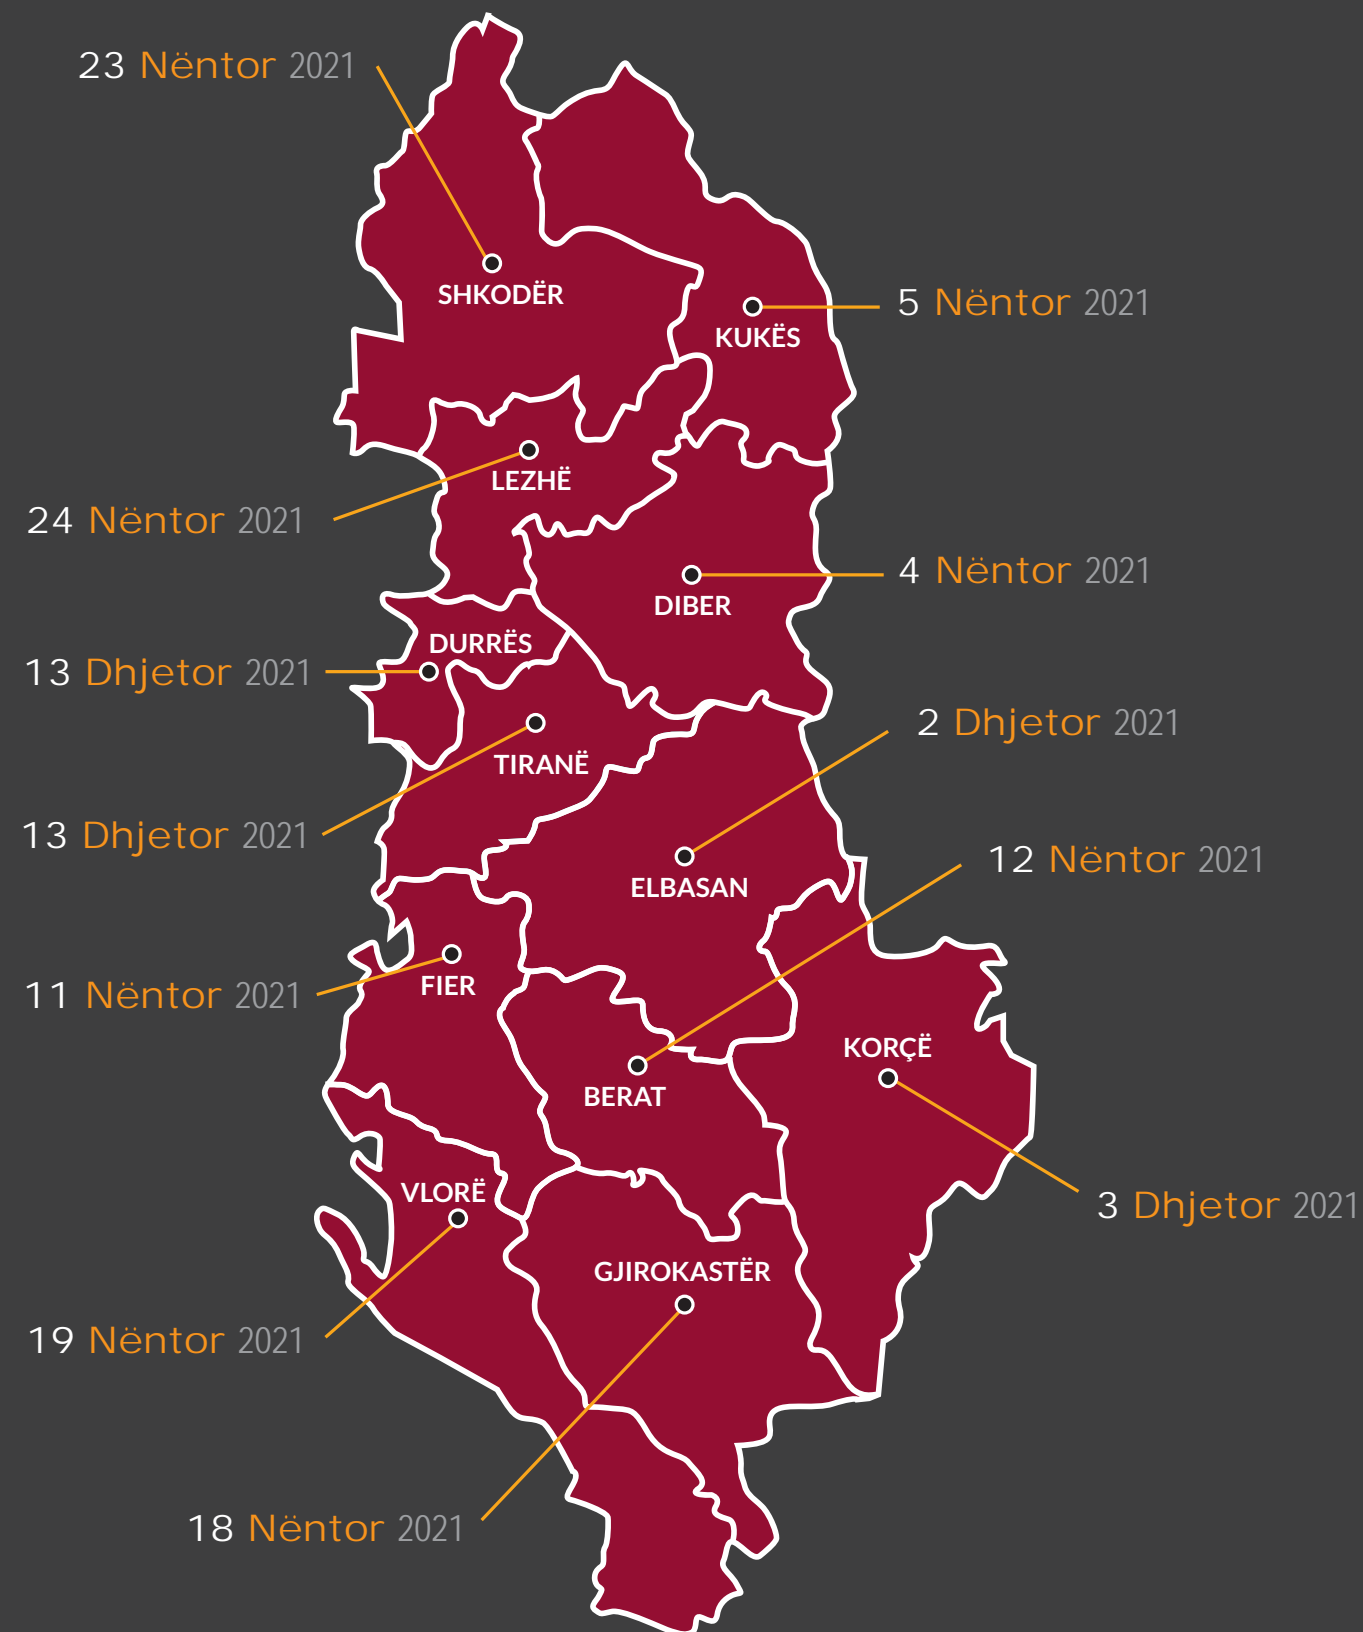 23 Nëntor 2021
SHKODËR
5 Nëntor 2021
KUKËS
LEZHË
24 Nëntor 2021
4 Nëntor 2021
DIBER
DURRËS
13 Dhjetor 2021
2 Dhjetor 2021
TIRANË
13 Dhjetor 2021
12 Nëntor 2021
ELBASAN
FIER
11 Nëntor 2021
KORÇË
BERAT
VLORË
3 Dhjetor 2021
GJIROKASTËR
19 Nëntor 2021
18 Nëntor 2021